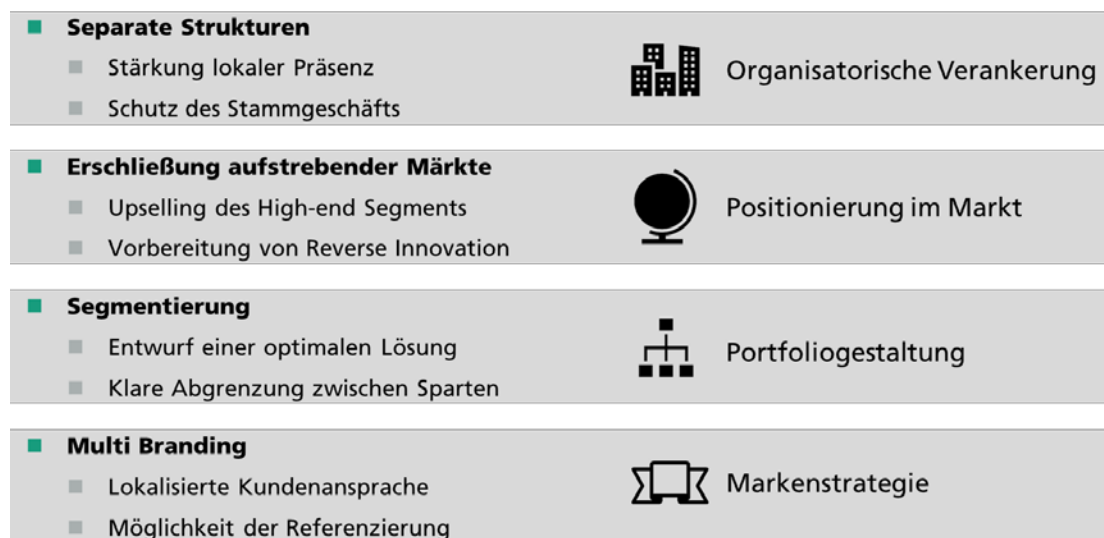 Separate Strukturen
Stärkung lokaler Präsenz
Schutz des Stammgeschäfts
Organisatorische Verankerung
Erschließung aufstrebender Märkte
Upselling des High-end Segments
Vorbereitung von Reverse Innovation
Positionierung im Markt
Segmentierung
Entwurf einer optimalen Lösung
Klare Abgrenzung zwischen Sparten
Portfoliogestaltung
Multi Branding
Lokalisierte Kundenansprache
Möglichkeit der Referenzierung
Markenstrategie